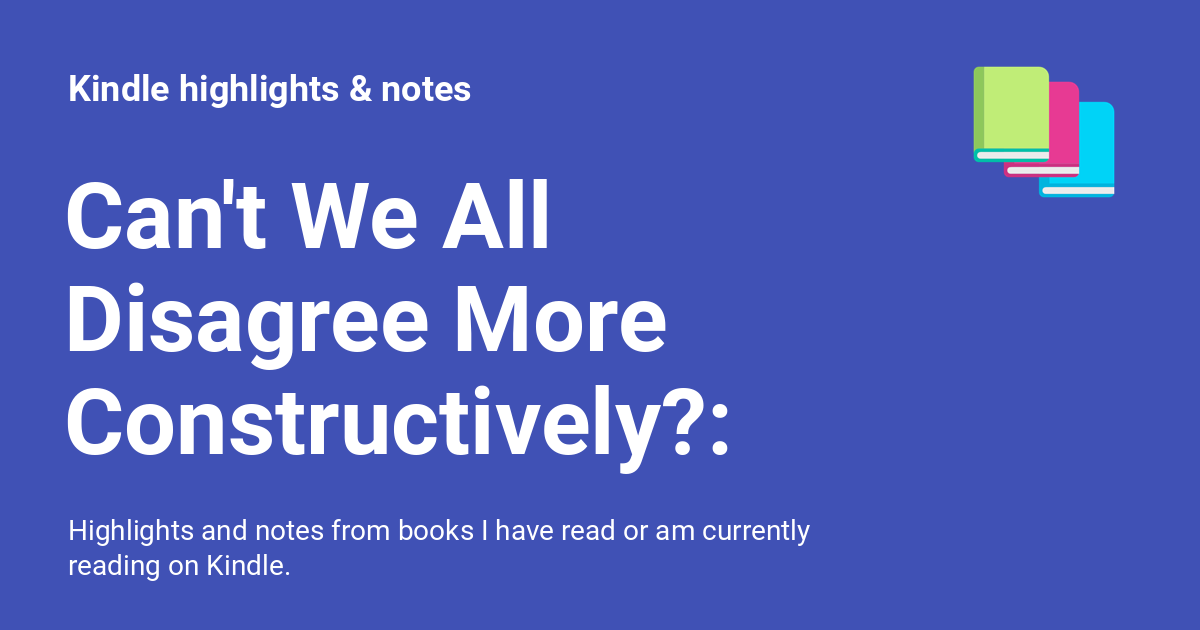 Kindle highlights & notes
Can't We All
Disagree More
Constructively?:
Highlights and notes from books I have read or am currently
reading on Kindle.